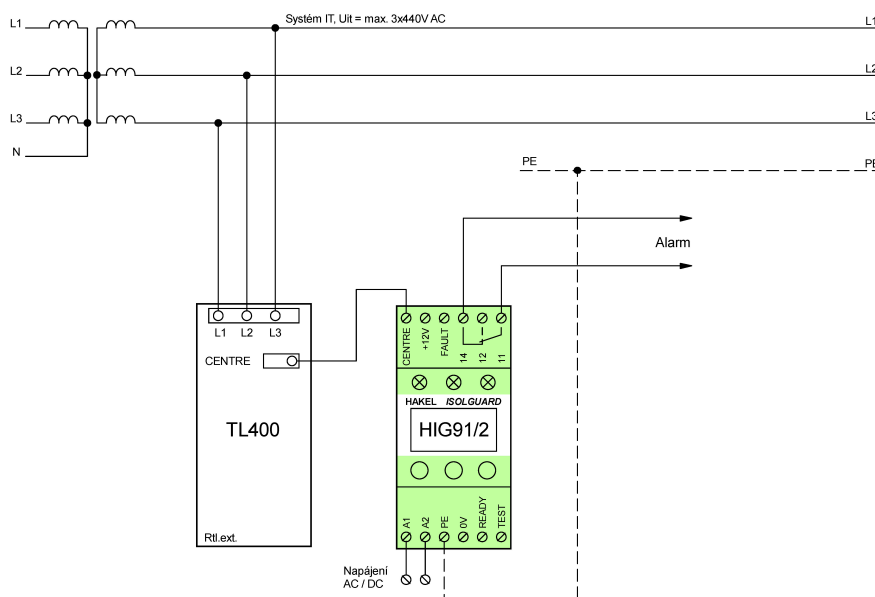 Systém IT, Uit = max. 3x440V AC
L1 L1
L2 L2
L3 L3
N
PE PE
Alarm
L1 L2 L3
CENTRE
TL400
Rtl.ext.
CENTRE +12V FAULT 14 12 11
HAKEL ISOLGUARD
HIG91/2
A1 A2 PE 0V READY TEST
Napájení
AC / DC